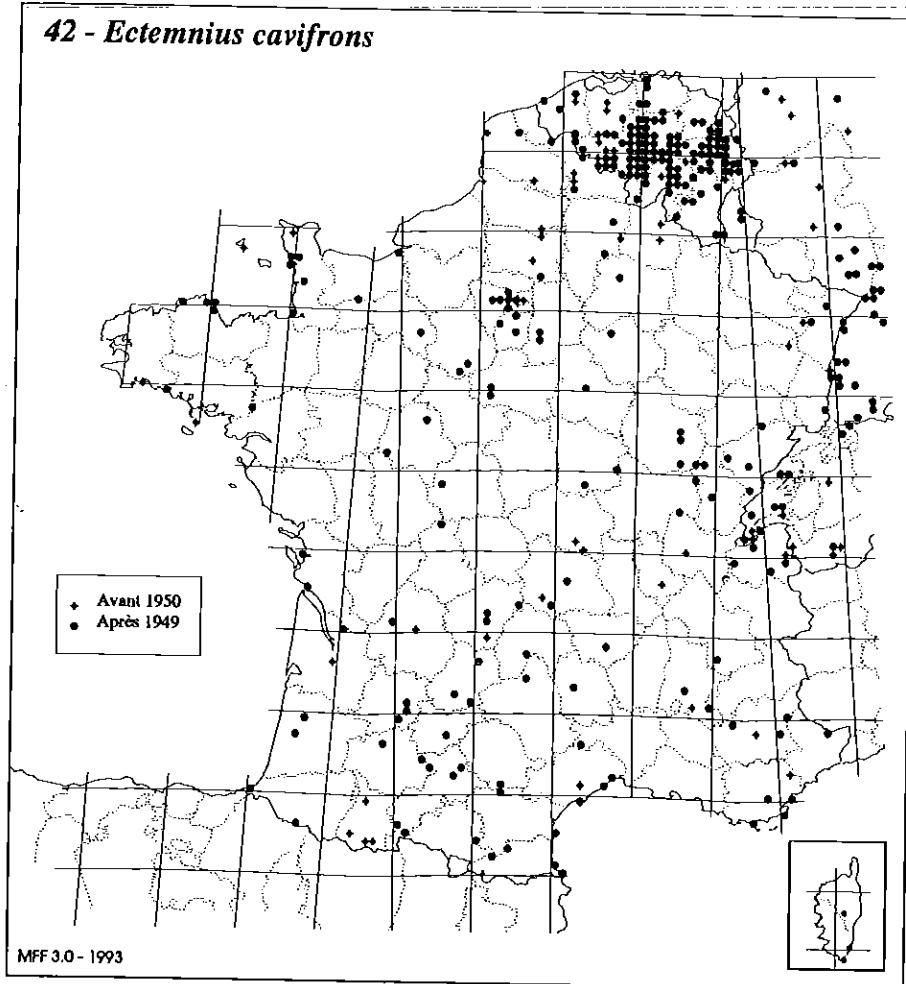 42 - Ectemnius cavifrons
+ Avant 1950
● Après 1949
MFF 3.0 - 1993